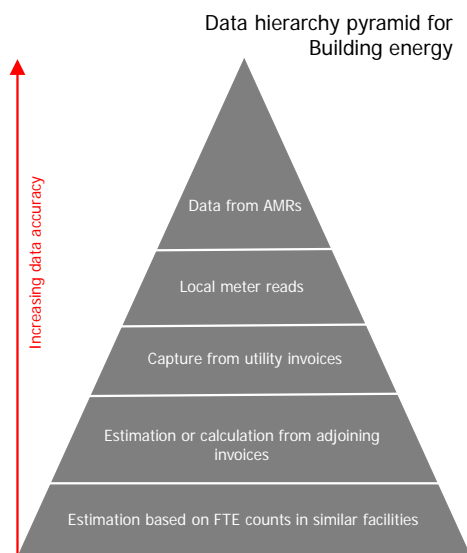 Data hierarchy pyramid for
Building energy
Increasing data accuracy
Data from AMRs
Local meter reads
Capture from utility invoices
Estimation or calculation from adjoining
invoices
Estimation based on FTE counts in similar facilities